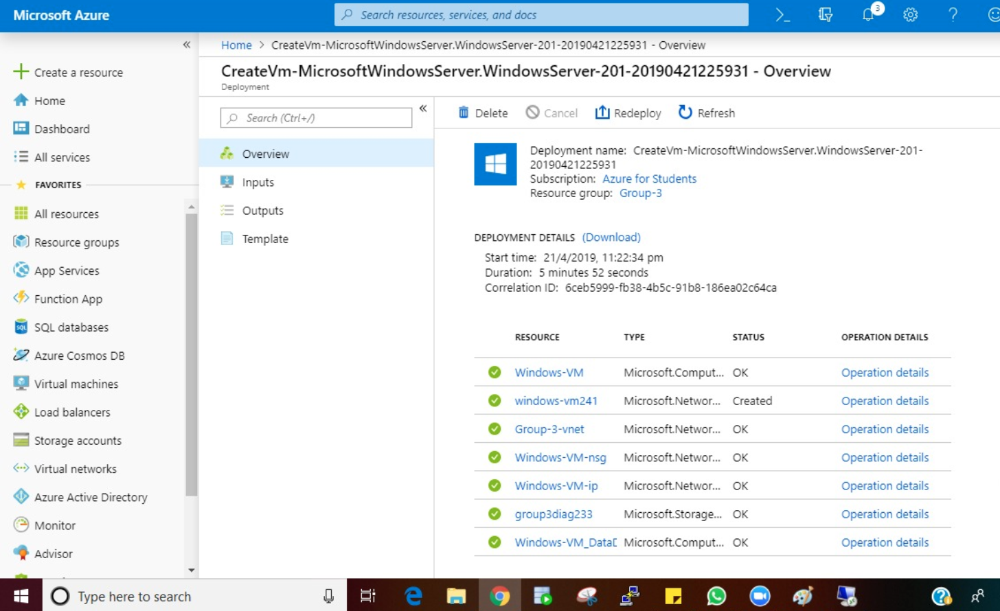 Microsoft Azure
Search resources, services, and docs
3
Create a resource
Home
Dashboard
All services
FAVORITES
All resources
Resource groups
App Services
Function App
SQL databases
Azure Cosmos DB
Virtual machines
Load balancers
Storage accounts
Virtual networks
Azure Active Directory
Monitor
Advisor
Home > CreateVm-MicrosoftWindowsServer.WindowsServer-201-20190421225931 - Overview
CreateVm-MicrosoftWindowsServer.WindowsServer-201-20190421225931 - Overview
Deployment
Search (Ctrl+/)
Overview
Inputs
Outputs
Template
Delete Cancel Redeploy Refresh
Deployment name: CreateVm-MicrosoftWindowsServer.WindowsServer-201-
20190421225931
Subscription: Azure for Students
Resource group: Group-3
DEPLOYMENT DETAILS (Download)
Start time: 21/4/2019, 11:22:34 pm
Duration: 5 minutes 52 seconds
Correlation ID: 6ceb5999-fb38-4b5c-91b8-186ea02c64ca
RESOURCE TYPE STATUS OPERATION DETAILS
Windows-VM Microsoft.Comput... OK Operation details
windows-vm241 Microsoft.Networ... Created Operation details
Group-3-vnet Microsoft.Networ... OK Operation details
Windows-VM-nsg Microsoft.Networ... OK Operation details
Windows-VM-ip Microsoft.Networ... OK Operation details
group3diag233 Microsoft.Storage... OK Operation details
Windows-VM_DataD Microsoft.Comput... OK Operation details
Type here to search